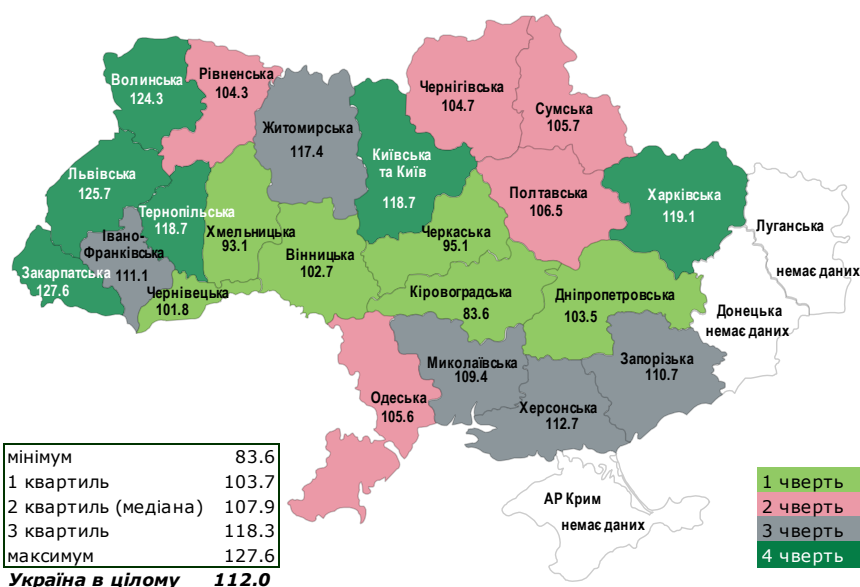 Волинська
124.3
Рівненська
104.3
Житомирська
117.4
Київська
та Київ
118.7
Чернігівська
104.7
Сумська
105.7
Львівська
125.7
Тернопільська
118.7
Хмельницька
93.1
Вінницька
102.7
Черкаська
95.1
Полтавська
106.5
Харківська
119.1
Луганська
немає даних
Івано-
Франківська
111.1
Закарпатська
127.6
Чернівецька
101.8
Кіровоградська
83.6
Дніпропетровська
103.5
Донецька
немає даних
Одеська
105.6
Миколаївська
109.4
Херсонська
112.7
Запорізька
110.7
АР Крим
немає даних
мінімум 83.6
1 квартиль 103.7
2 квартиль (медіана) 107.9
3 квартиль 118.3
максимум 127.6
Україна в цілому 112.0
1 чверть
2 чверть
3 чверть
4 чверть